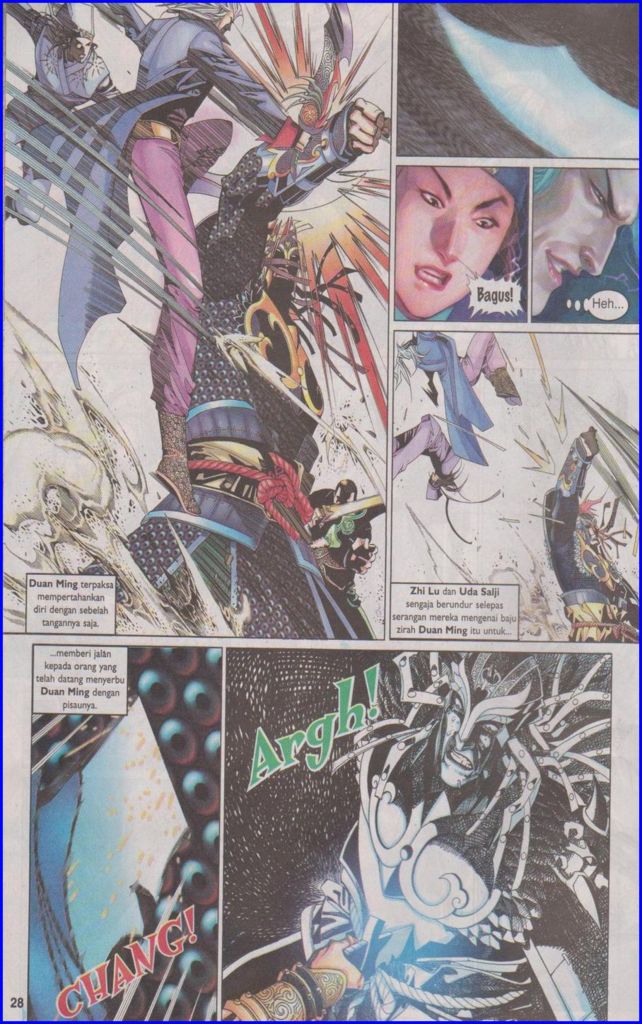 Bagus!
Heh...
Duan Ming terpaksa
mempertahankan
diri dengan sebelah
tangannya saja.
Zhi Lu dan Uda Salji
sengaja berundur selepas
serangan mereka mengenai baju
zirah Duan Ming itu untuk...
...memberi jalan
kepada orang yang
telah datang menyerbu
Duan Ming dengan
pisaunya.
Argh!
CHANG!
28